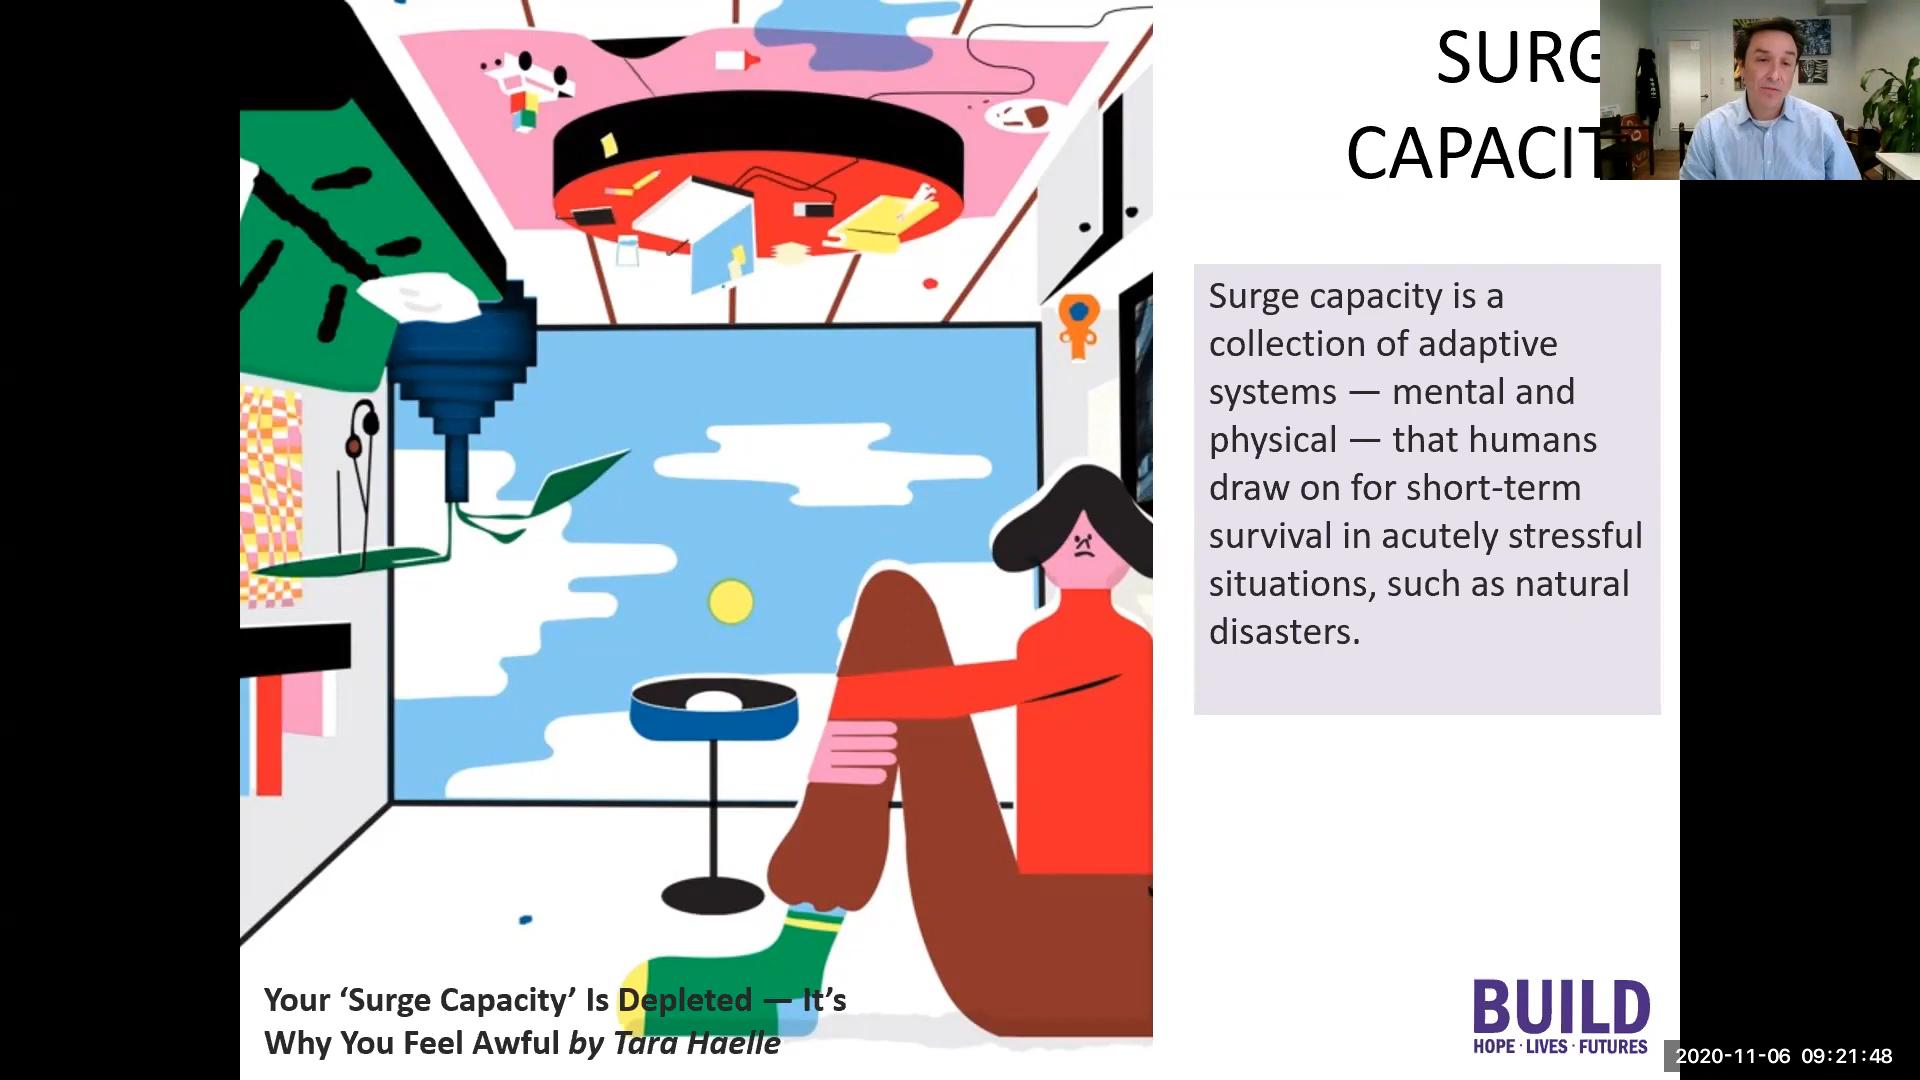 SURG
CAPACIT
Surge capacity is a
collection of adaptive
systems — mental and
physical — that humans
draw on for short-term
survival in acutely stressful
situations, such as natural
disasters.
Your ‘Surge Capacity’ Is Depleted — It’s
Why You Feel Awful by Tara Haelle
BUILD
HOPE · LIVES · FUTURES
2020-11-06 09:21:48